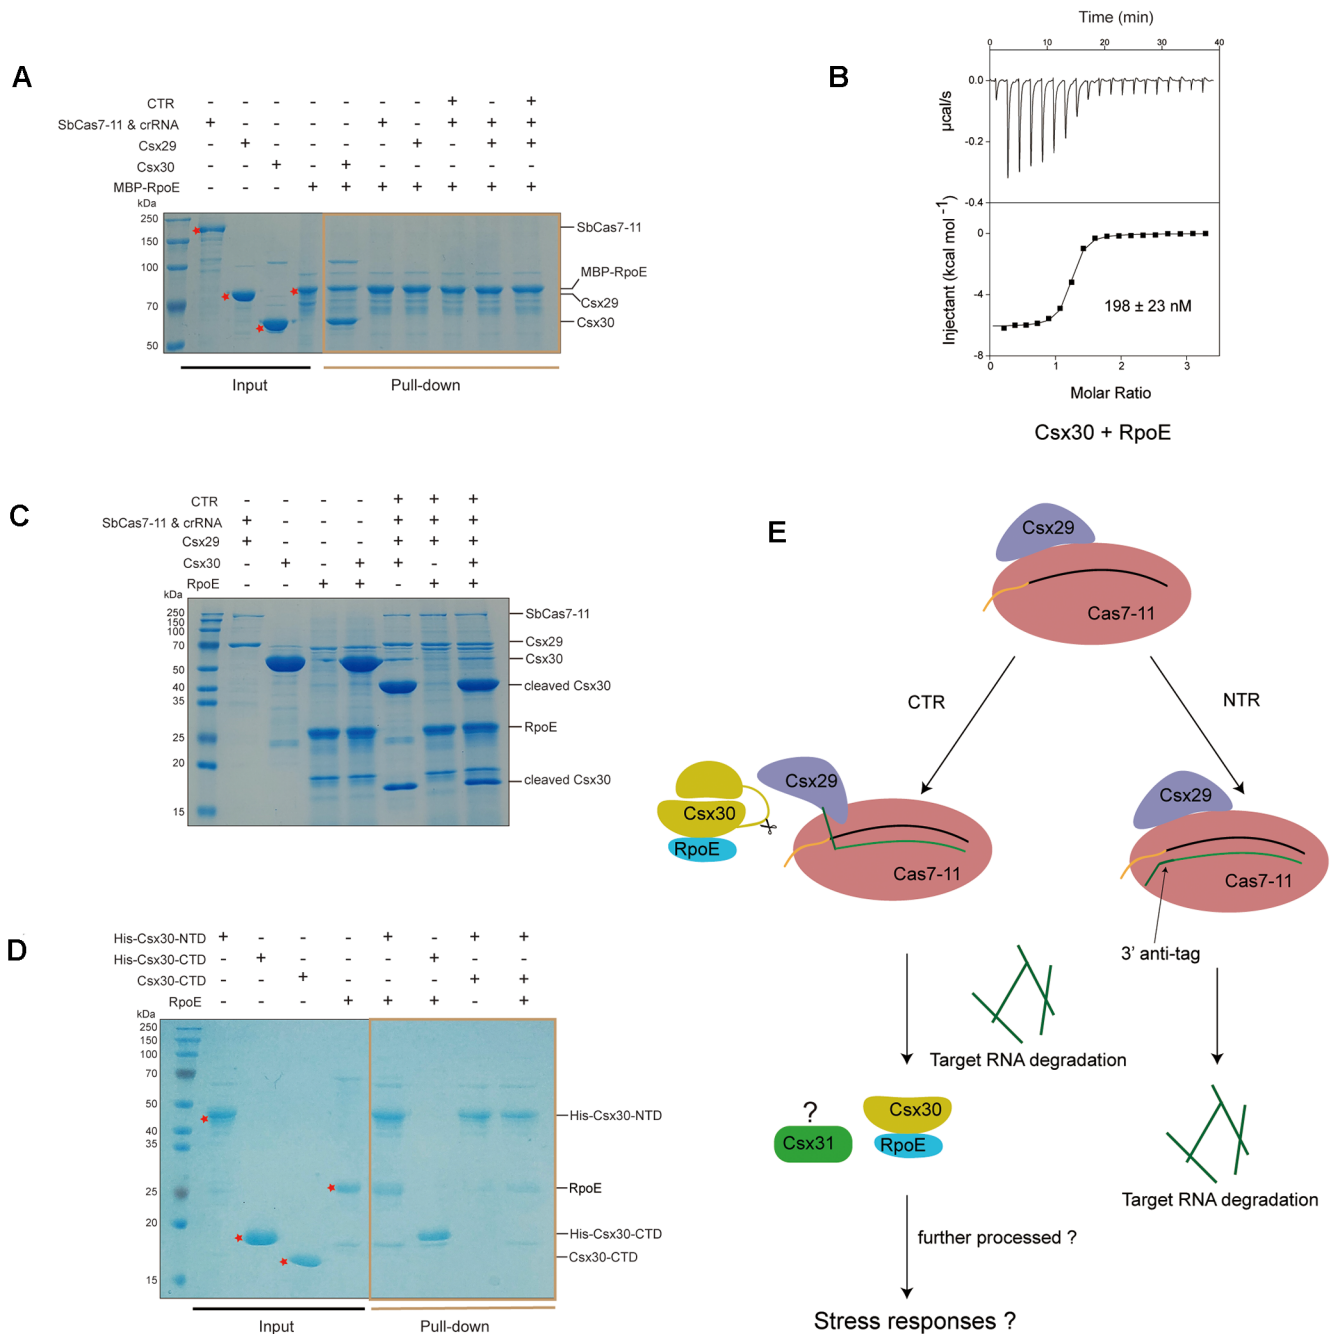 A
CTR - - - - - - - + - +
SbCas7-11 & crRNA + - - - - + - + + +
Csx29 - + - - - - + - + +
Csx30 - - + - + - - - - -
MBP-RpoE - - - + + + + + + +
kDa
250
150
100
70
50
SbCas7-11
MBP-RpoE
Csx29
Csx30
Input
Pull-down
B
Time (min)
0 10 20 30 40
0.0
-0.2
-0.4
µcal/s
0
-4
-8
Injectant (kcal mol -1)
198 ± 23 nM
0 1 2 3
Molar Ratio
Csx30 + RpoE
C
CTR - - - - + + +
SbCas7-11 & crRNA + - - - + + +
Csx29 + - - - + + +
Csx30 - + - + + - +
RpoE - - + + - + +
kDa
250
150
100
70
50
40
35
25
20
15
SbCas7-11
Csx29
Csx30
cleaved Csx30
RpoE
cleaved Csx30
D
His-Csx30-NTD + - - - + - + +
His-Csx30-CTD - + - - - + - -
Csx30-CTD - - + - - - + +
RpoE - - - + + + - +
kDa
250
150
100
70
50
40
35
25
20
15
His-Csx30-NTD
RpoE
His-Csx30-CTD
Csx30-CTD
Input
Pull-down
E
Csx29
Cas7-11
CTR
NTR
Csx30
RpoE
Csx29
Cas7-11
Csx29
Cas7-11
3' anti-tag
Target RNA degradation
?
Csx31
Csx30
RpoE
Target RNA degradation
further processed ?
Stress responses ?